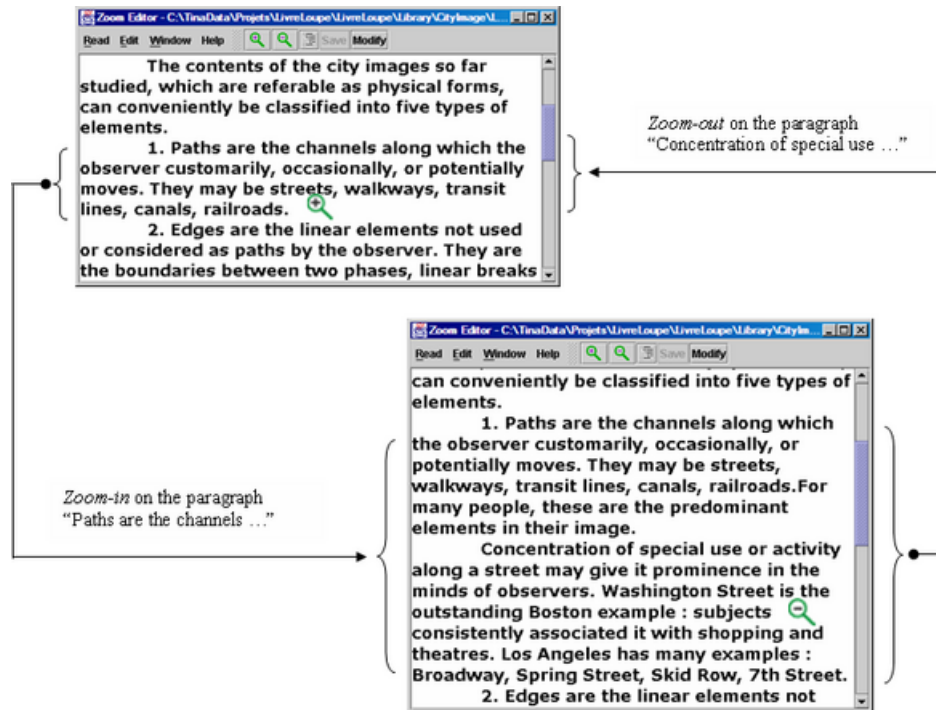 Zoom Editor - C:\TinaData\Projets\LivreLoupe\LivreLoupe\Library\CityImage\L...
Read Edit Window Help Save Modify
The contents of the city images so far
studied, which are referable as physical forms,
can conveniently be classified into five types of
elements.
1. Paths are the channels along which the
observer customarily, occasionally, or potentially
moves. They may be streets, walkways, transit
lines, canals, railroads.
2. Edges are the linear elements not used
or considered as paths by the observer. They are
the boundaries between two phases, linear breaks
Zoom-out on the paragraph
“Concentration of special use ...”
Zoom-in on the paragraph
“Paths are the channels ...”
Zoom Editor - C:\TinaData\Projets\LivreLoupe\LivreLoupe\Library\CityIm...
Read Edit Window Help Save Modify
can conveniently be classified into five types of
elements.
1. Paths are the channels along which
the observer customarily, occasionally, or
potentially moves. They may be streets,
walkways, transit lines, canals, railroads.For
many people, these are the predominant
elements in their image.
Concentration of special use or activity
along a street may give it prominence in the
minds of observers. Washington Street is the
outstanding Boston example : subjects
consistently associated it with shopping and
theatres. Los Angeles has many examples :
Broadway, Spring Street, Skid Row, 7th Street.
2. Edges are the linear elements not